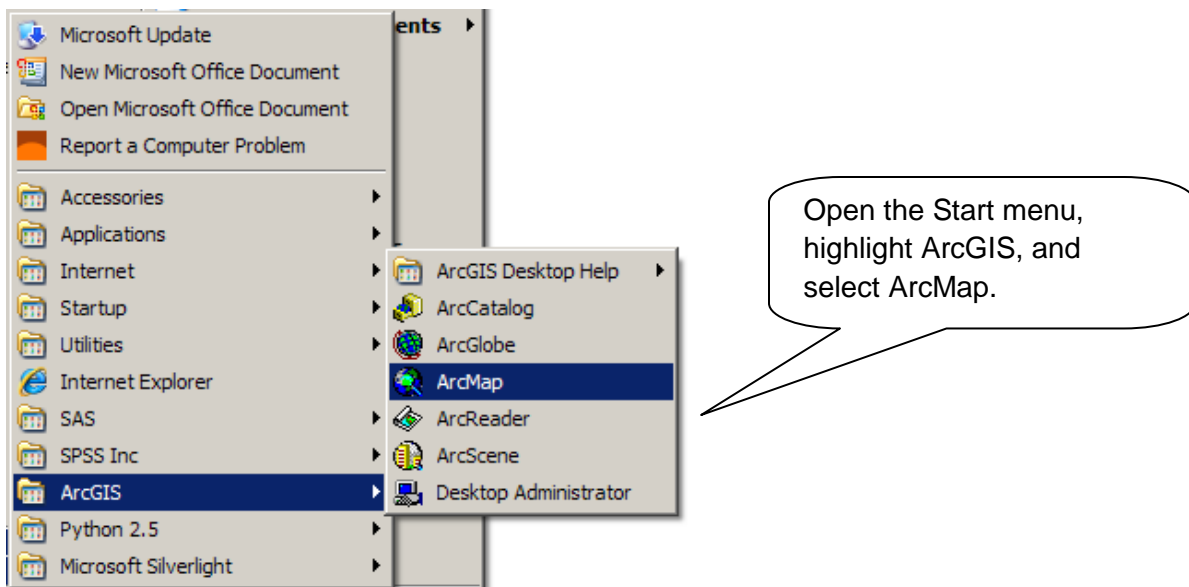 Microsoft Update
New Microsoft Office Document
Open Microsoft Office Document
Report a Computer Problem
Accessories
Applications
Internet
Startup
Utilities
Internet Explorer
SAS
SPSS Inc
ArcGIS
Python 2.5
Microsoft Silverlight
ents
ArcGIS Desktop Help
ArcCatalog
ArcGlobe
ArcMap
ArcReader
ArcScene
Desktop Administrator
Open the Start menu,
highlight ArcGIS, and
select ArcMap.